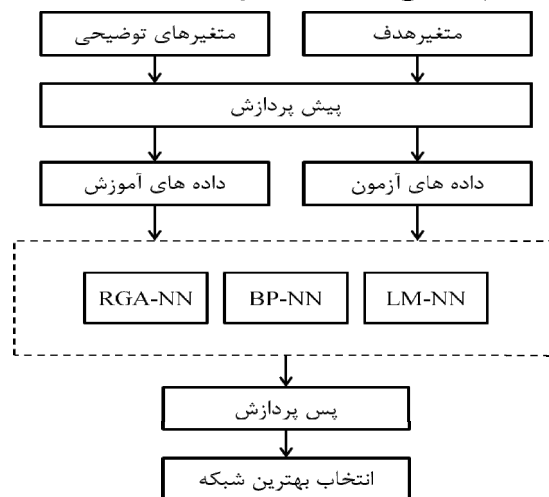 متغیرهدف
متغیرهای توضیحی
پیش پردازش
داده های آزمون
داده های آموزش
RGA-NN
BP-NN
LM-NN
پس پردازش
انتخاب بهترین شبکه